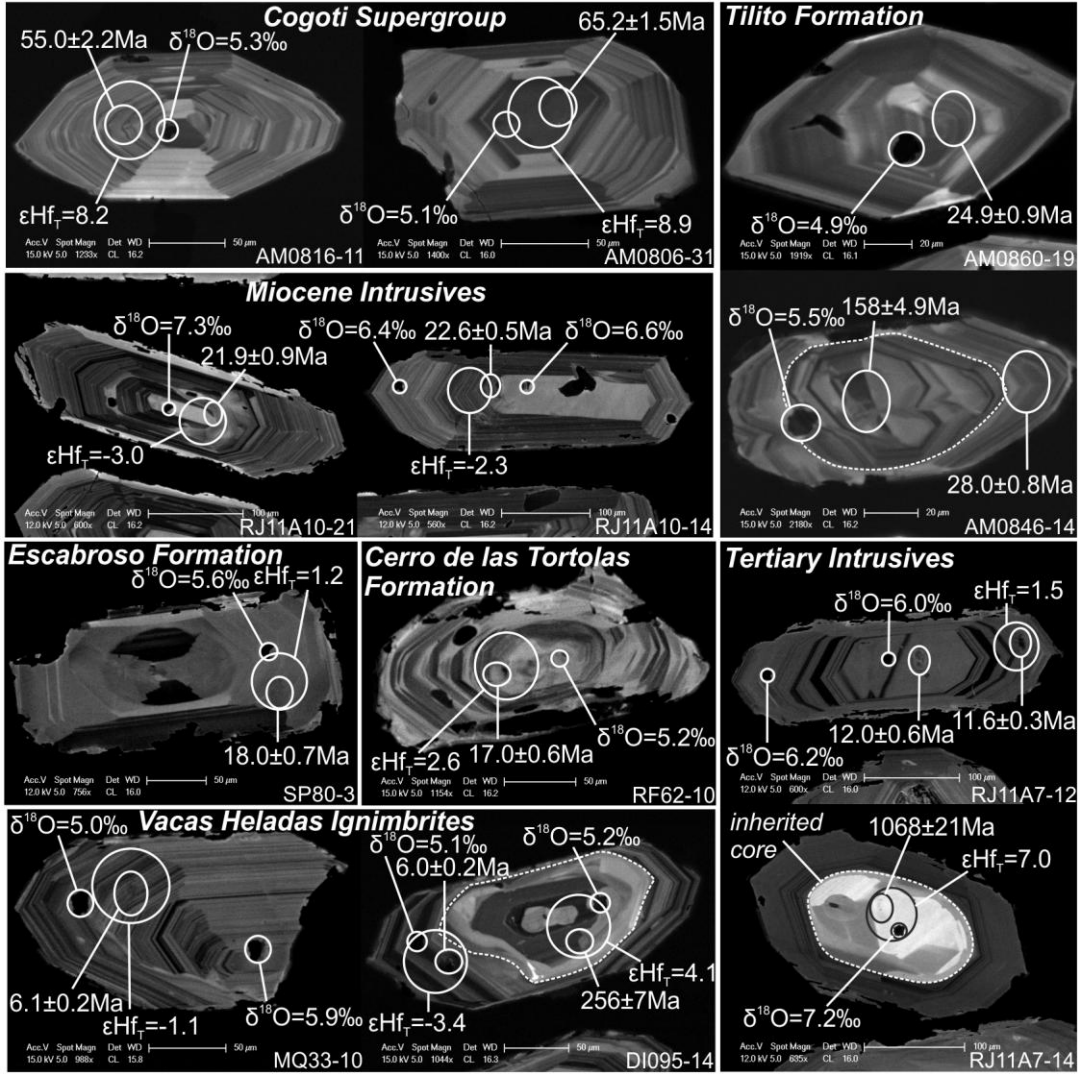 Cogoti Supergroup
55.0±2.2Ma
δ¹⁸O=5.3‰
65.2±1.5Ma
εHf_T=8.2
δ¹⁸O=5.1‰
εHf_T=8.9
Acc.V Spot Magn Det WD
15.0 kV 5.0 1233x CL 16.2
50 µm
AM0816-11
Acc.V Spot Magn Det WD
15.0 kV 5.0 1400x CL 16.0
50 µm
AM0806-31
Tilito Formation
δ¹⁸O=4.9‰
24.9±0.9Ma
Acc.V Spot Magn Det WD
15.0 kV 5.0 1919x CL 16.1
20 µm
AM0860-19
Miocene Intrusives
δ¹⁸O=7.3‰
21.9±0.9Ma
εHf_T=-3.0
δ¹⁸O=6.4‰
22.6±0.5Ma
δ¹⁸O=6.6‰
εHf_T=-2.3
Acc.V Spot Magn Det WD
12.0 kV 5.0 600x CL 16.2
100 µm
RJ11A10-21
Acc.V Spot Magn Det WD
12.0 kV 5.0 560x CL 16.2
100 µm
RJ11A10-14
δ¹⁸O=5.5‰
158±4.9Ma
28.0±0.8Ma
Acc.V Spot Magn Det WD
15.0 kV 5.0 2180x CL 16.2
20 µm
AM0846-14
Escabroso Formation
δ¹⁸O=5.6‰
εHf_T=1.2
18.0±0.7Ma
Acc.V Spot Magn Det WD
12.0 kV 5.0 756x CL 16.0
50 µm
SP80-3
Cerro de las Tortolas
Formation
εHf_T=2.6
17.0±0.6Ma
δ¹⁸O=5.2‰
Acc.V Spot Magn Det WD
12.0 kV 5.0 1154x CL 16.2
50 µm
RF62-10
Tertiary Intrusives
δ¹⁸O=6.0‰
εHf_T=1.5
δ¹⁸O=6.2‰
12.0±0.6Ma
11.6±0.3Ma
Acc.V Spot Magn Det WD
12.0 kV 5.0 600x CL 16.0
100 µm
RJ11A7-12
Vacas Heladas Ignimbrites
δ¹⁸O=5.0‰
6.1±0.2Ma
εHf_T=-1.1
δ¹⁸O=5.9‰
Acc.V Spot Magn Det WD
15.0 kV 5.0 988x CL 15.8
50 µm
MQ33-10
δ¹⁸O=5.1‰
6.0±0.2Ma
δ¹⁸O=5.2‰
εHf_T=4.1
256±7Ma
εHf_T=-3.4
Acc.V Spot Magn Det WD
15.0 kV 5.0 1044x CL 16.3
50 µm
DI095-14
inherited
core
1068±21Ma
εHf_T=7.0
δ¹⁸O=7.2‰
Acc.V Spot Magn Det WD
12.0 kV 5.0 635x CL 16.0
100 µm
RJ11A7-14